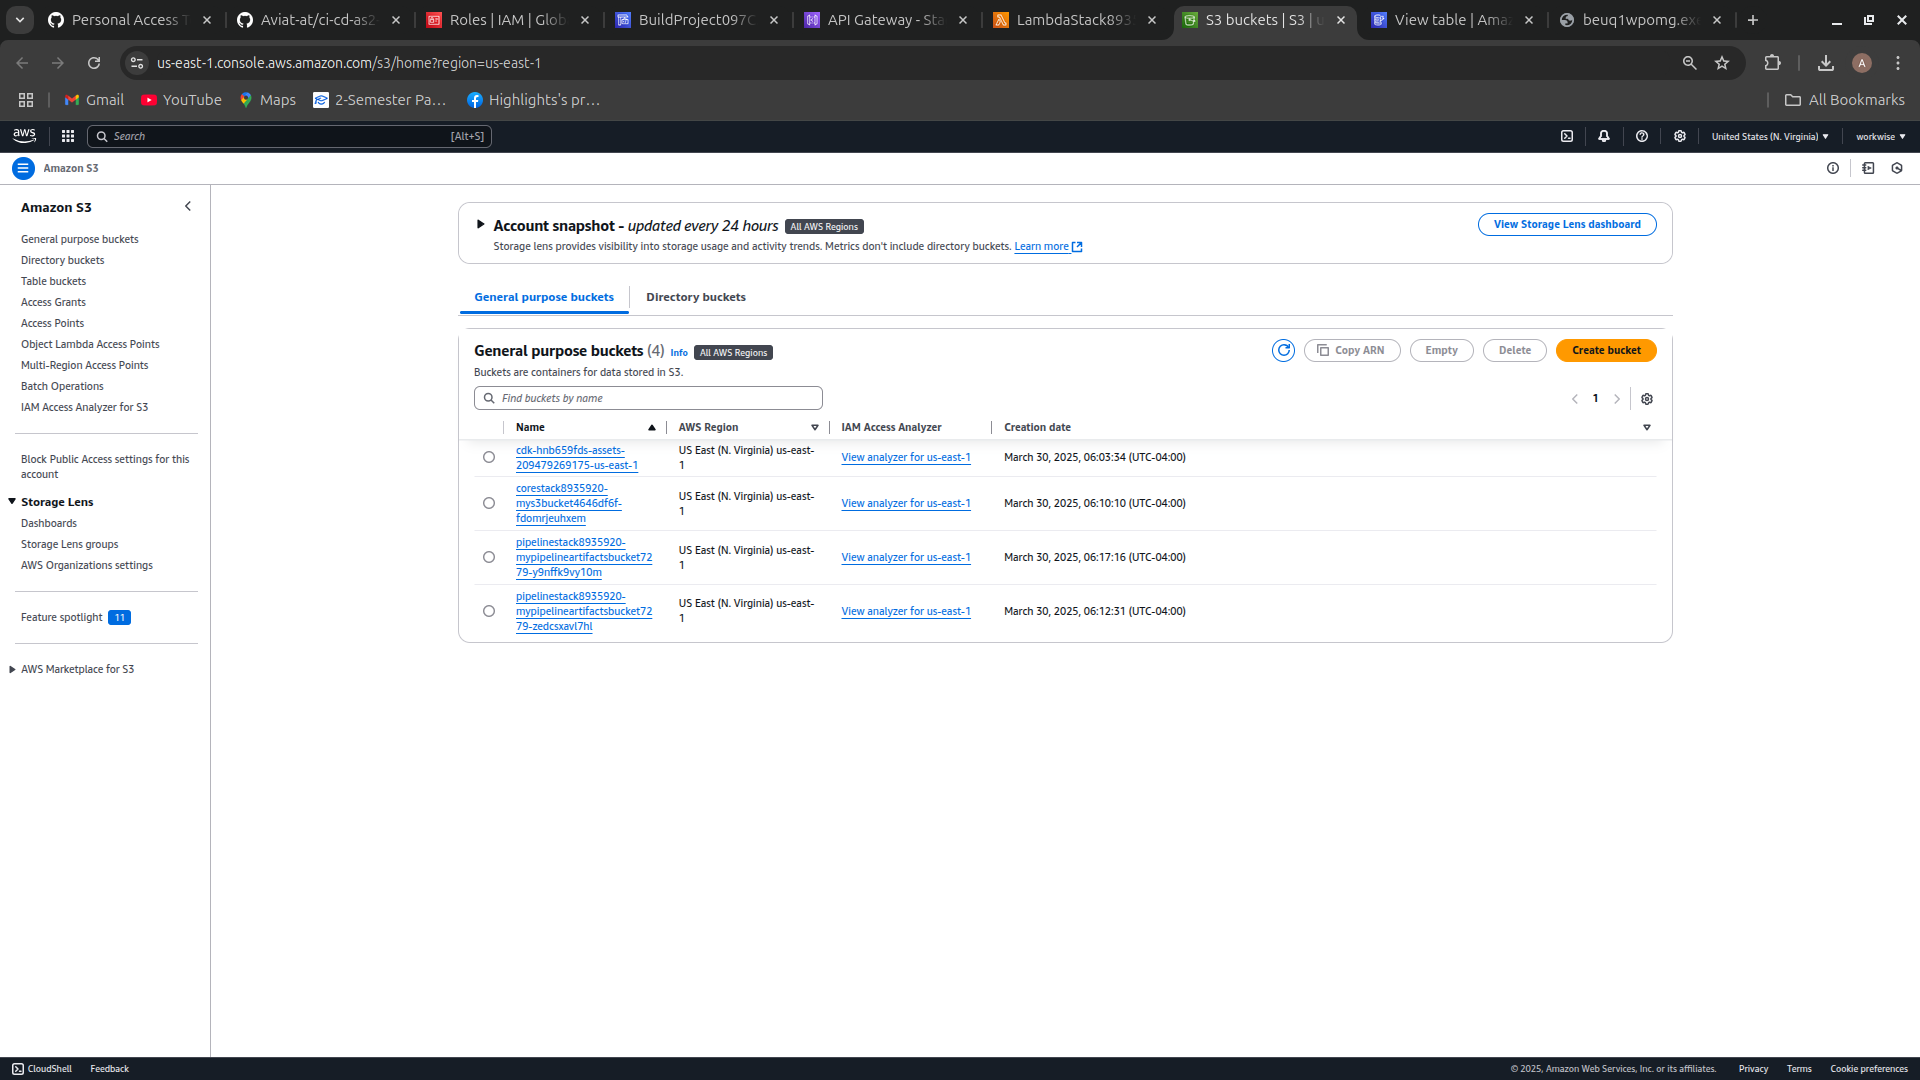 Personal Access T
Aviat-at/ci-cd-as2
Roles | IAM | Glob
BuildProject097C
API Gateway - Sta
LambdaStack893
S3 buckets | S3 | u
View table | Amaz
beuq1wpomg.exe
us-east-1.console.aws.amazon.com/s3/home?region=us-east-1
A
Gmail
YouTube
Maps
2-Semester Pa…
Highlights's pr…
All Bookmarks
aws
Search
[Alt+S]
United States (N. Virginia)
workwise
Amazon S3
Amazon S3
General purpose buckets
Directory buckets
Table buckets
Access Grants
Access Points
Object Lambda Access Points
Multi-Region Access Points
Batch Operations
IAM Access Analyzer for S3
Block Public Access settings for this
account
Storage Lens
Dashboards
Storage Lens groups
AWS Organizations settings
Feature spotlight 11
AWS Marketplace for S3
Account snapshot - updated every 24 hours All AWS Regions
Storage lens provides visibility into storage usage and activity trends. Metrics don't include directory buckets. Learn more
View Storage Lens dashboard
General purpose buckets
Directory buckets
General purpose buckets (4) Info All AWS Regions
Buckets are containers for data stored in S3.
Copy ARN
Empty
Delete
Create bucket
Find buckets by name
1
Name
AWS Region
IAM Access Analyzer
Creation date
cdk-hnb659fds-assets-
209479269175-us-east-1
US East (N. Virginia) us-east-
1
View analyzer for us-east-1
March 30, 2025, 06:03:34 (UTC-04:00)
corestack8935920-
mys3bucket4646df6f-
fdomrjeuhxem
US East (N. Virginia) us-east-
1
View analyzer for us-east-1
March 30, 2025, 06:10:10 (UTC-04:00)
pipelinestack8935920-
mypipelineartifactsbucket72
79-y9nffk9vy10m
US East (N. Virginia) us-east-
1
View analyzer for us-east-1
March 30, 2025, 06:17:16 (UTC-04:00)
pipelinestack8935920-
mypipelineartifactsbucket72
79-zedcsxavl7hl
US East (N. Virginia) us-east-
1
View analyzer for us-east-1
March 30, 2025, 06:12:31 (UTC-04:00)
CloudShell
Feedback
© 2025, Amazon Web Services, Inc. or its affiliates.
Privacy
Terms
Cookie preferences